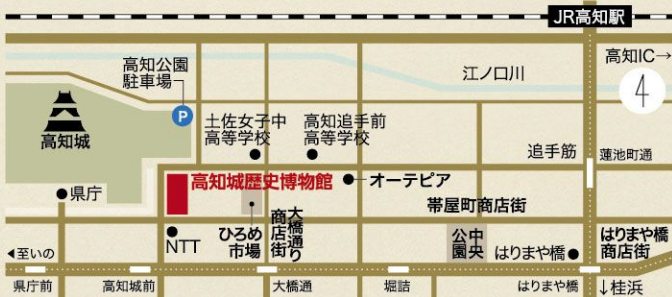 JR高知駅
高知IC→
4
高知公園
駐車場
P
江ノ口川
高知城
土佐女子中
高等学校
高知追手前
高等学校
追手筋
蓮池町通
高知城歴史博物館
オーテピア
県庁
帯屋町商店街
NTT
ひろめ
市場
大橋通り
商店街
中央
公園
はりまや橋
はりまや橋
商店街
◀至いの
県庁前
高知城前
大橋通
堀詰
はりまや橋
↓桂浜